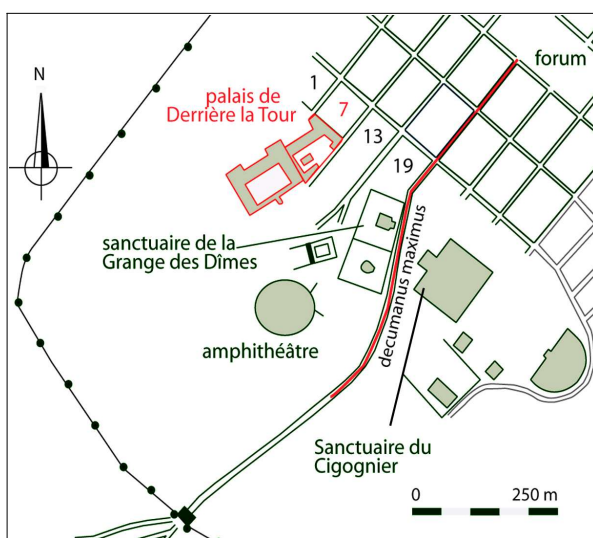 N
forum
1
palais de
Derrière la Tour
7
13
19
sanctuaire de la
Grange des Dîmes
decumanus maximus
amphithéâtre
Sanctuaire du
Cigognier
0
250 m